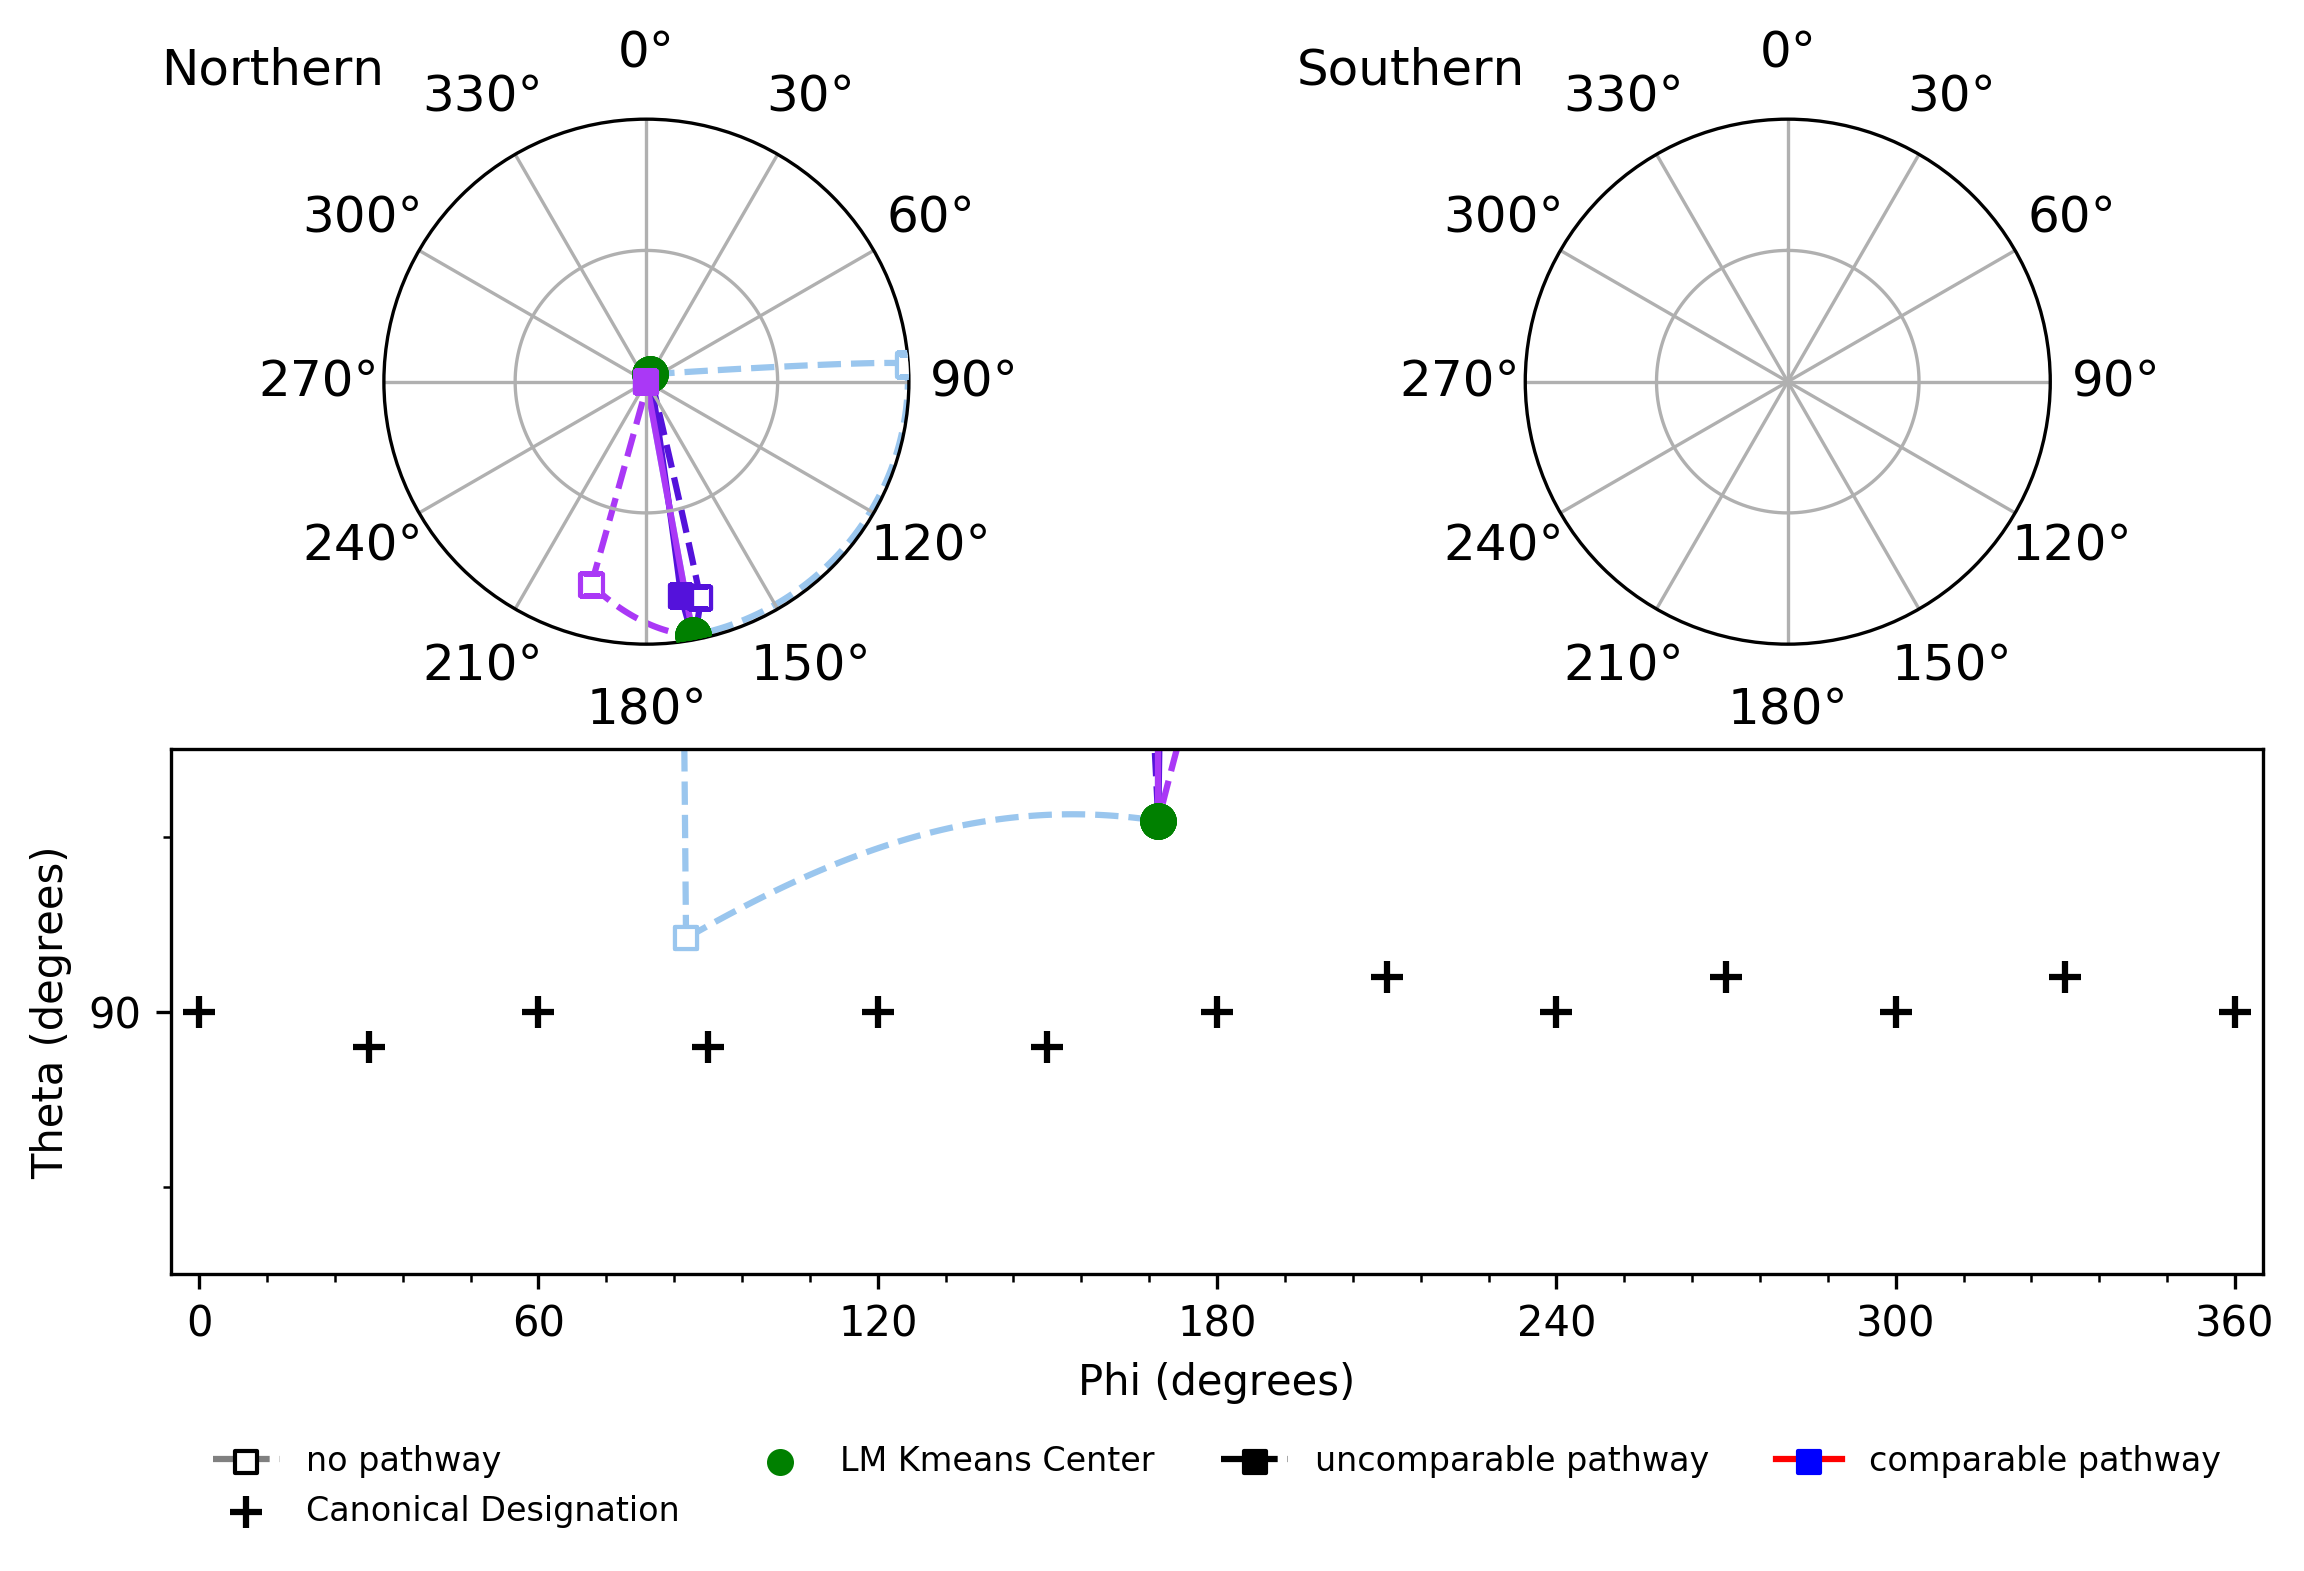 Northern
0°
30°
60°
90°
120°
150°
180°
210°
240°
270°
300°
330°
Southern
0°
30°
60°
90°
120°
150°
180°
210°
240°
270°
300°
330°
Theta (degrees)
90
0 60 120 180 240 300 360
Phi (degrees)
no pathway
Canonical Designation
LM Kmeans Center
uncomparable pathway
comparable pathway